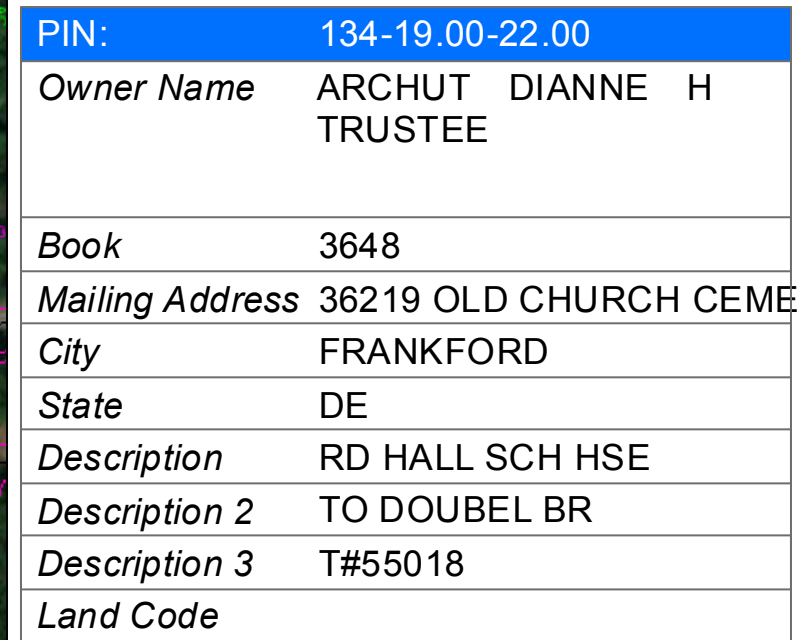 PIN: 134-19.00-22.00
Owner Name ARCHUT DIANNE H
TRUSTEE
Book 3648
Mailing Address 36219 OLD CHURCH CEME
City FRANKFORD
State DE
Description RD HALL SCH HSE
Description 2 TO DOUBEL BR
Description 3 T#55018
Land Code